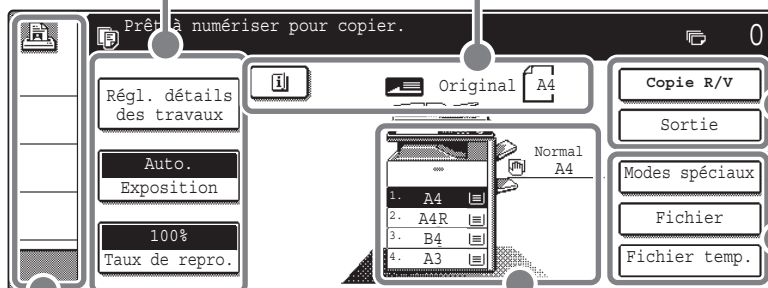 Prêt à numériser pour copier.
0
Original A4
Copie R/V
Sortie
Régl. détails
des travaux
Auto.
Exposition
100%
Taux de repro.
Normal
A4
1. A4
2. A4R
3. B4
4. A3
Modes spéciaux
Fichier
Fichier temp.